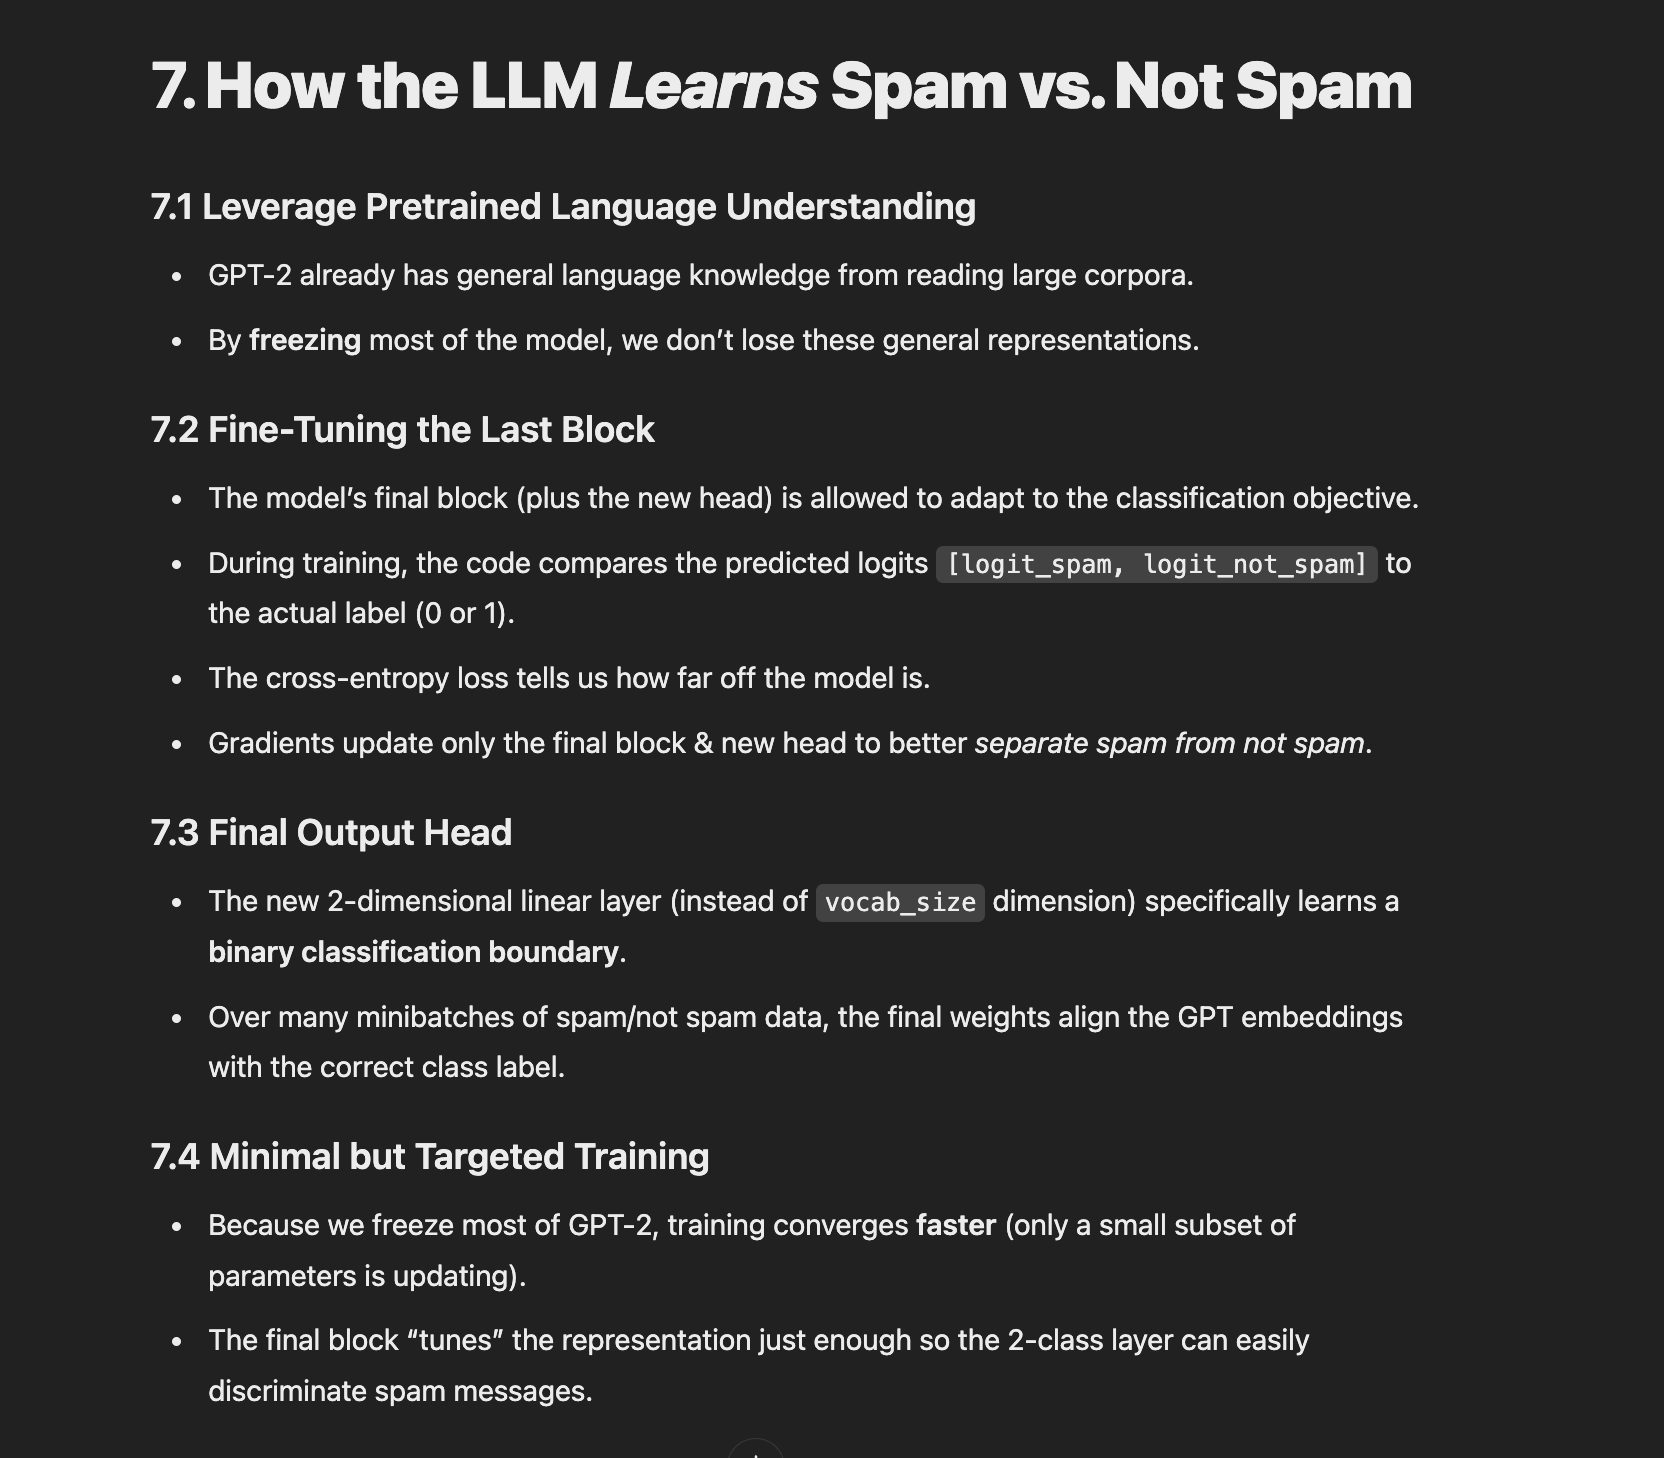 7. How the LLM Learns Spam vs. Not Spam
7.1 Leverage Pretrained Language Understanding
• GPT-2 already has general language knowledge from reading large corpora.
• By freezing most of the model, we don’t lose these general representations.
7.2 Fine-Tuning the Last Block
• The model’s final block (plus the new head) is allowed to adapt to the classification objective.
• During training, the code compares the predicted logits [logit_spam, logit_not_spam] to
the actual label (0 or 1).
• The cross-entropy loss tells us how far off the model is.
• Gradients update only the final block & new head to better separate spam from not spam.
7.3 Final Output Head
• The new 2-dimensional linear layer (instead of vocab_size dimension) specifically learns a
binary classification boundary.
• Over many minibatches of spam/not spam data, the final weights align the GPT embeddings
with the correct class label.
7.4 Minimal but Targeted Training
• Because we freeze most of GPT-2, training converges faster (only a small subset of
parameters is updating).
• The final block “tunes” the representation just enough so the 2-class layer can easily
discriminate spam messages.